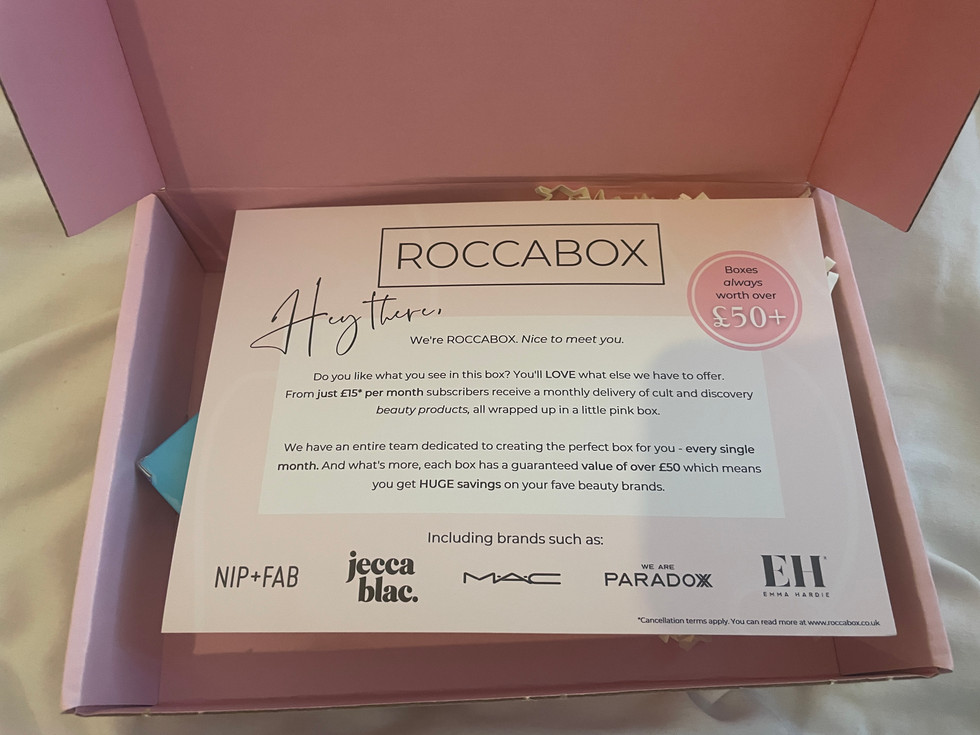 ROCCABOX
Hey there,
Boxes
always
worth over
£50+
We're ROCCABOX. Nice to meet you.
Do you like what you see in this box? You'll LOVE what else we have to offer.
From just £15* per month subscribers receive a monthly delivery of cult and discovery
beauty products, all wrapped up in a little pink box.
We have an entire team dedicated to creating the perfect box for you - every single
month. And what's more, each box has a guaranteed value of over £50 which means
you get HUGE savings on your fave beauty brands.
Including brands such as:
NIP+FAB
jecca
blac.
M·A·C
WE ARE
PARADOXX
EH
EMMA HARDIE
*Cancellation terms apply. You can read more at www.roccabox.co.uk